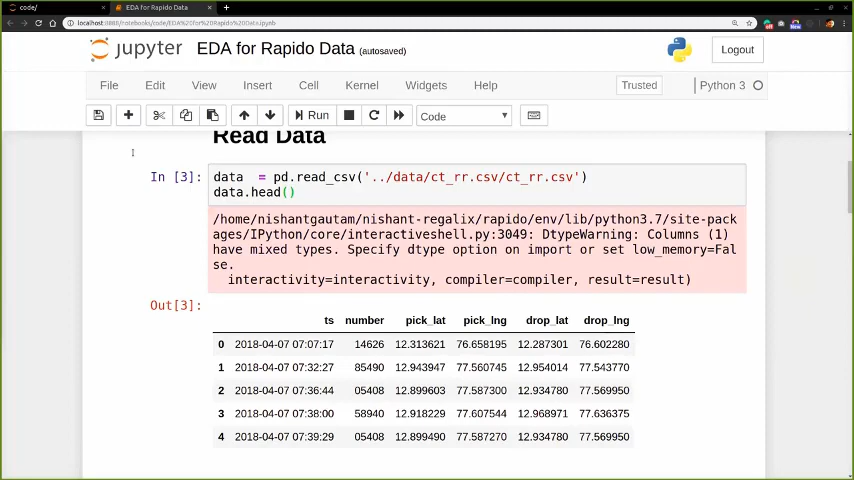 code/
EDA%20for%20Rapido%20Data.ipynb
EDA for Rapido Data
localhost:8888/notebooks/code/EDA%20for%20Rapido%20Data.ipynb
jupyter EDA for Rapido Data (autosaved)
Logout
File Edit View Insert Cell Kernel Widgets Help Trusted Python 3
Run Code
Read Data
In [3]: data  = pd.read_csv('../data/ct_rr.csv/ct_rr.csv')
data.head()
/home/nishantgautam/nishant-regalix/rapido/env/lib/python3.7/site-pack
ages/IPython/core/interactiveshell.py:3049: DtypeWarning: Columns (1)
have mixed types. Specify dtype option on import or set low_memory=Fal
se.
interactivity=interactivity, compiler=compiler, result=result)
Out[3]:
ts number pick_lat pick_lng drop_lat drop_lng
0 2018-04-07 07:07:17 14626 12.313621 76.658195 12.287301 76.602280
1 2018-04-07 07:32:27 85490 12.943947 77.560745 12.954014 77.543770
2 2018-04-07 07:36:44 05408 12.899603 77.587300 12.934780 77.569950
3 2018-04-07 07:38:00 58940 12.918229 77.607544 12.968971 77.636375
4 2018-04-07 07:39:29 05408 12.899490 77.587270 12.934780 77.569950